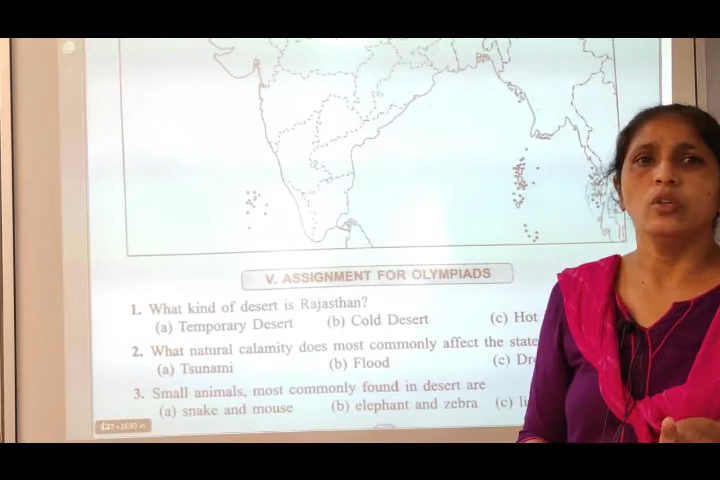 V. ASSIGNMENT FOR OLYMPIADS
1. What kind of desert is Rajasthan?
(a) Temporary Desert (b) Cold Desert (c) Hot
2. What natural calamity does most commonly affect the state
(a) Tsunami (b) Flood (c)
3. Small animals, most commonly found in desert are
(a) snake and mouse (b) elephant and zebra (c)